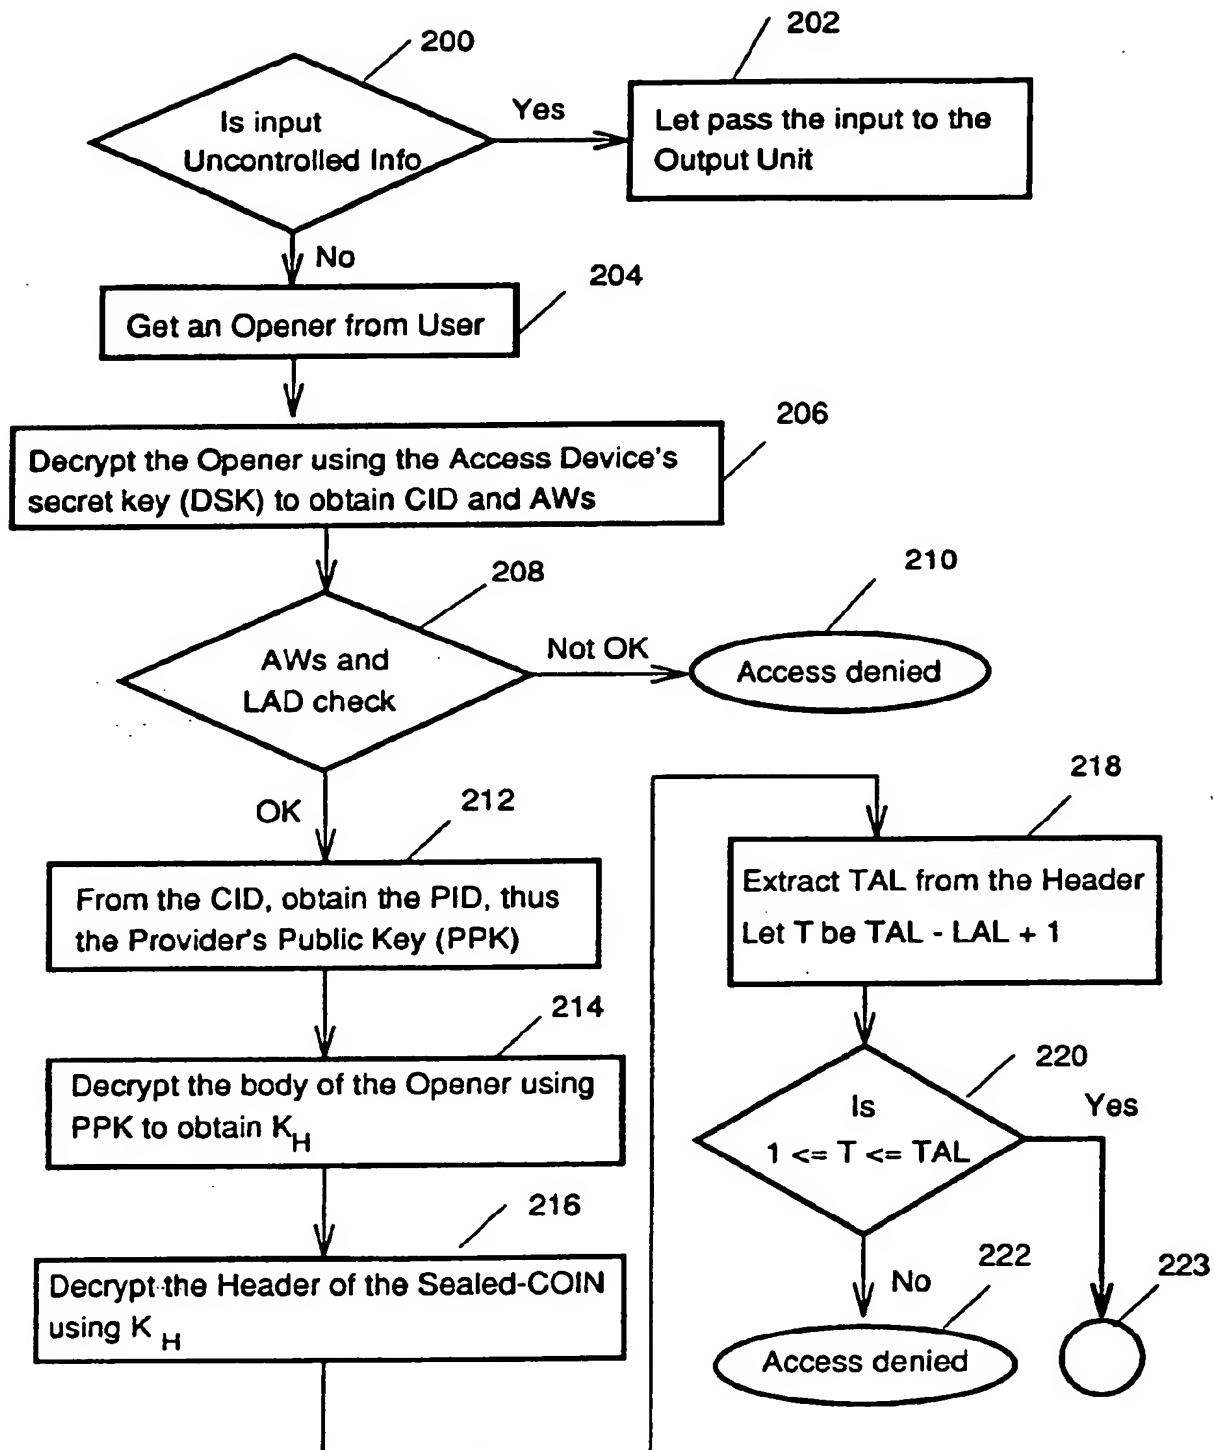 200
202
Is input
Uncontrolled Info
Yes
Let pass the input to the
Output Unit
No
204
Get an Opener from User
206
Decrypt the Opener using the Access Device's
secret key (DSK) to obtain CID and AWs
208
210
AWs and
LAD check
Not OK
Access denied
OK
212
From the CID, obtain the PID, thus
the Provider's Public Key (PPK)
214
Decrypt the body of the Opener using
PPK to obtain K_H
216
Decrypt the Header of the Sealed-COIN
using K_H
218
Extract TAL from the Header
Let T be TAL - LAL + 1
220
Is
1 <= T <= TAL
Yes
No
222
Access denied
223